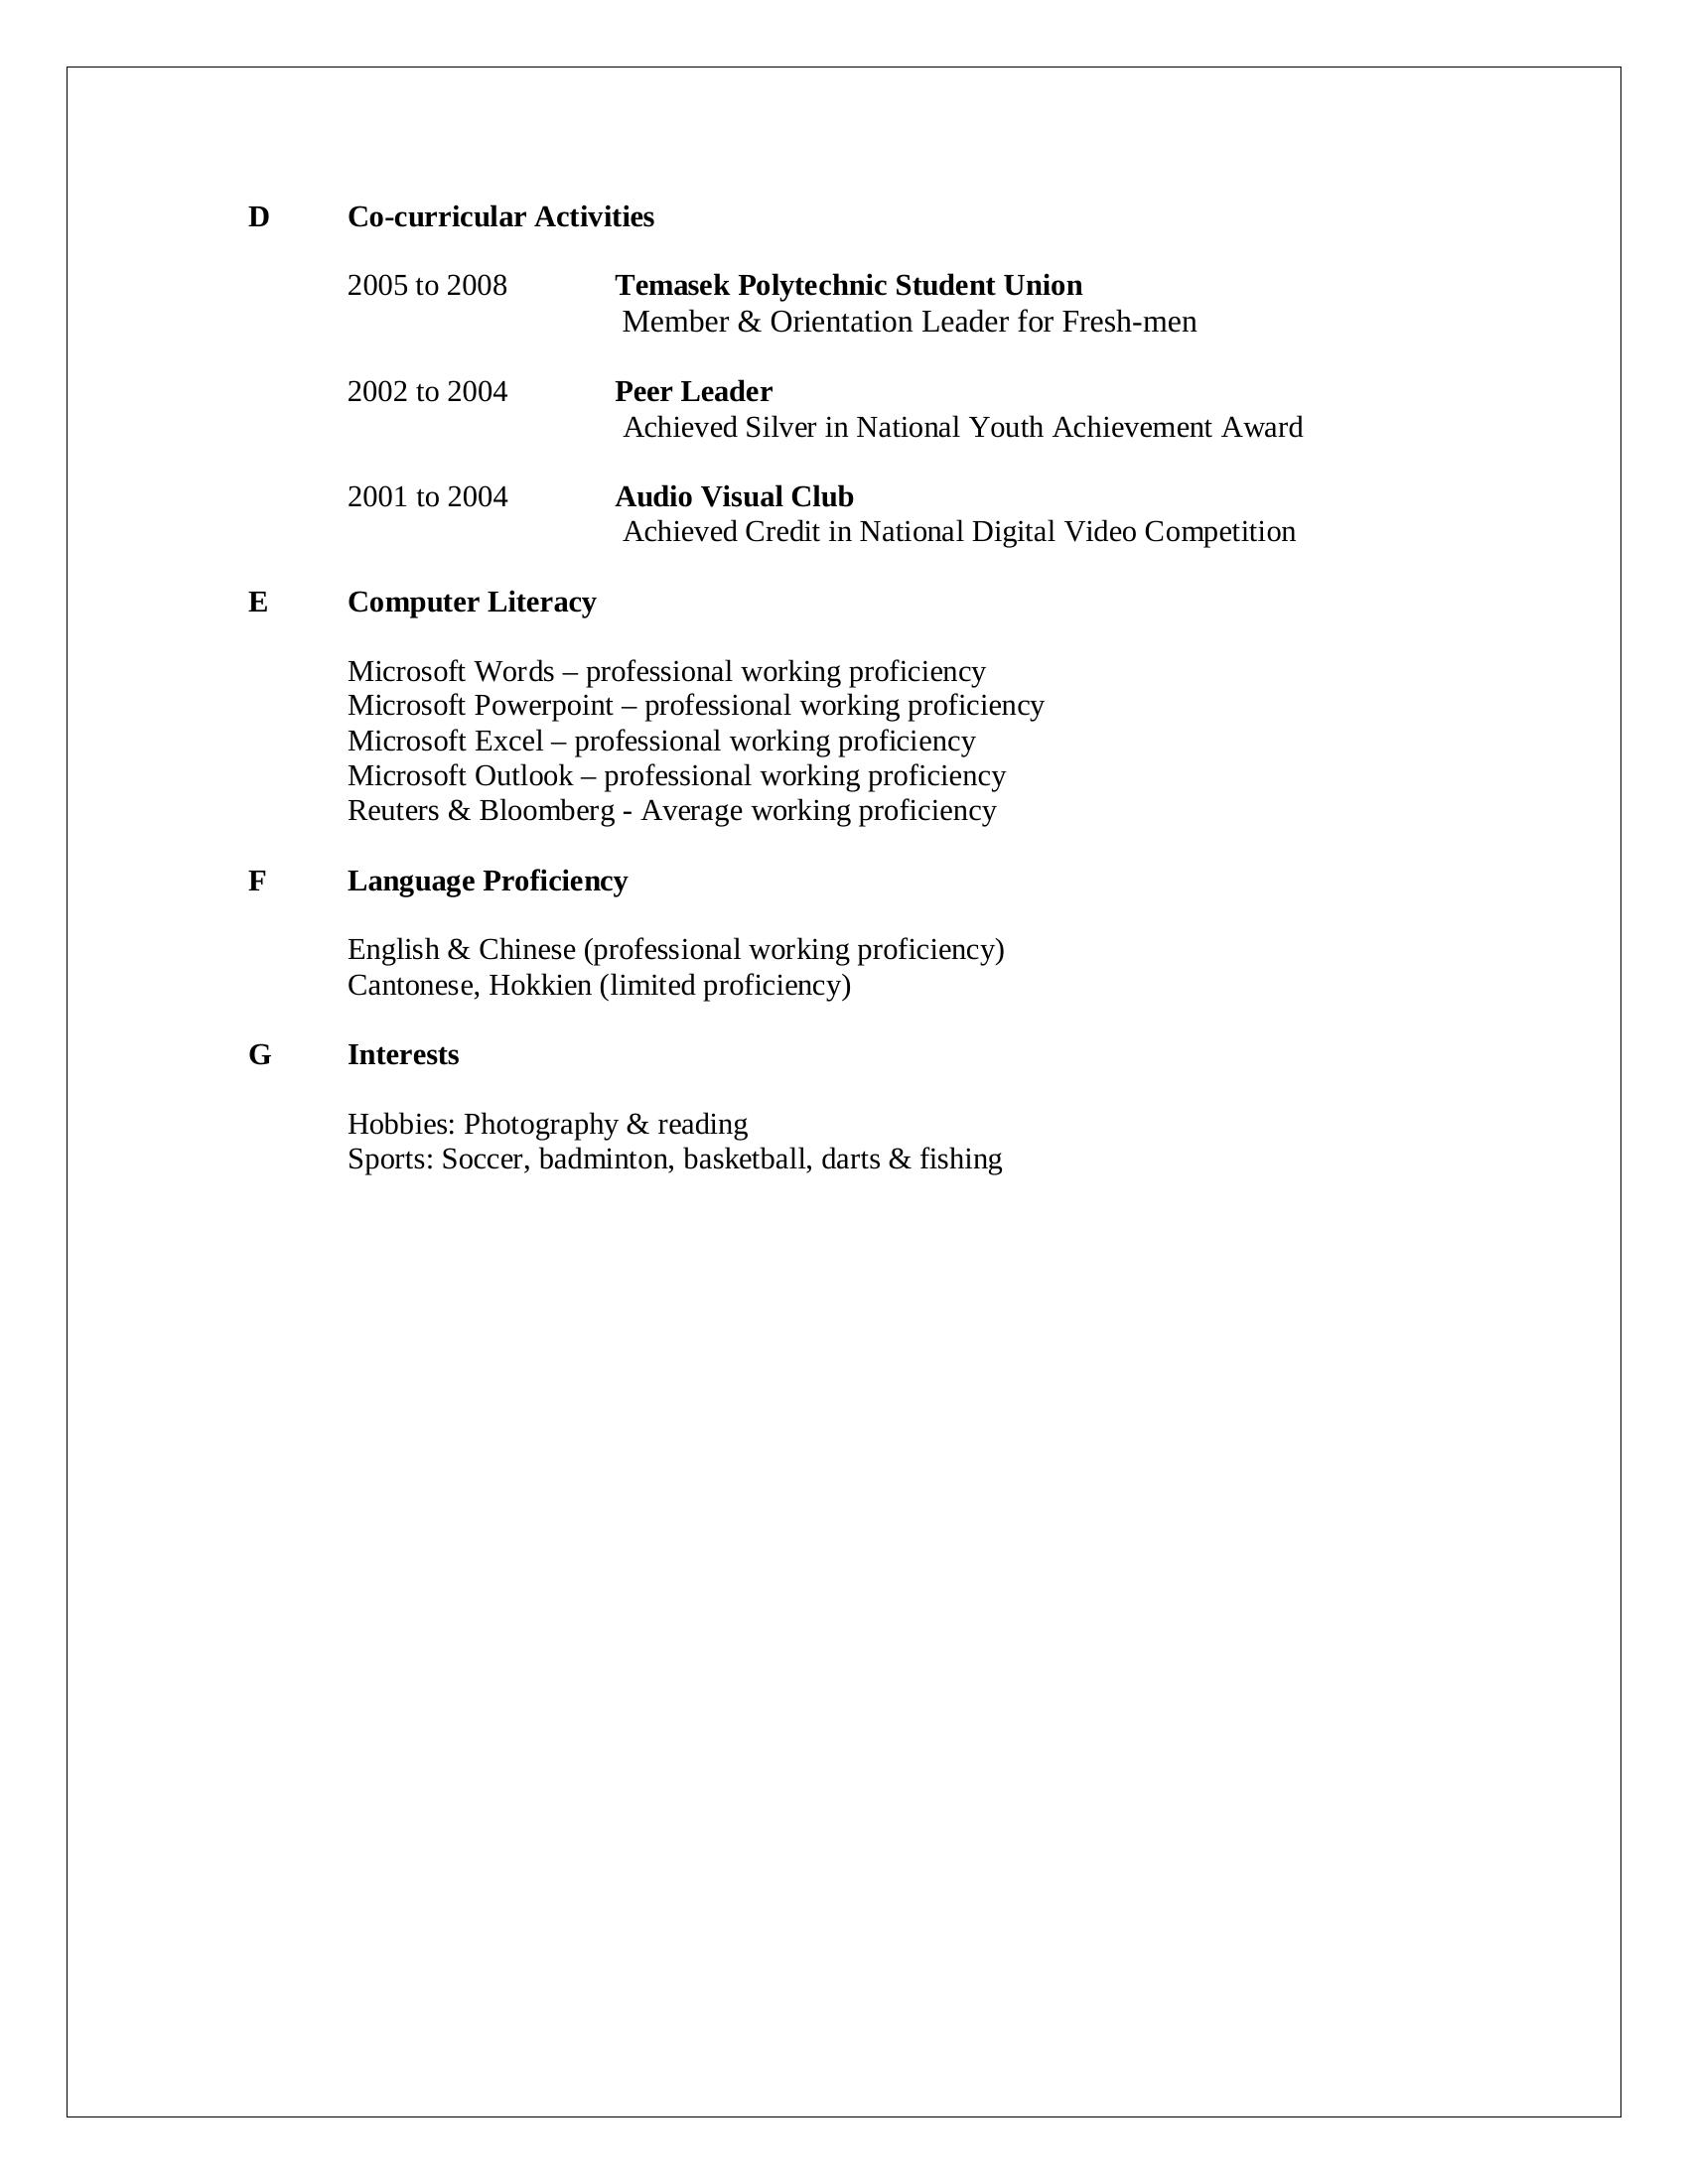 D Co-curricular Activities
2005 to 2008 Temasek Polytechnic Student Union
Member & Orientation Leader for Fresh-men
2002 to 2004 Peer Leader
Achieved Silver in National Youth Achievement Award
2001 to 2004 Audio Visual Club
Achieved Credit in National Digital Video Competition
E Computer Literacy
Microsoft Words – professional working proficiency
Microsoft Powerpoint – professional working proficiency
Microsoft Excel – professional working proficiency
Microsoft Outlook – professional working proficiency
Reuters & Bloomberg - Average working proficiency
F Language Proficiency
English & Chinese (professional working proficiency)
Cantonese, Hokkien (limited proficiency)
G Interests
Hobbies: Photography & reading
Sports: Soccer, badminton, basketball, darts & fishing